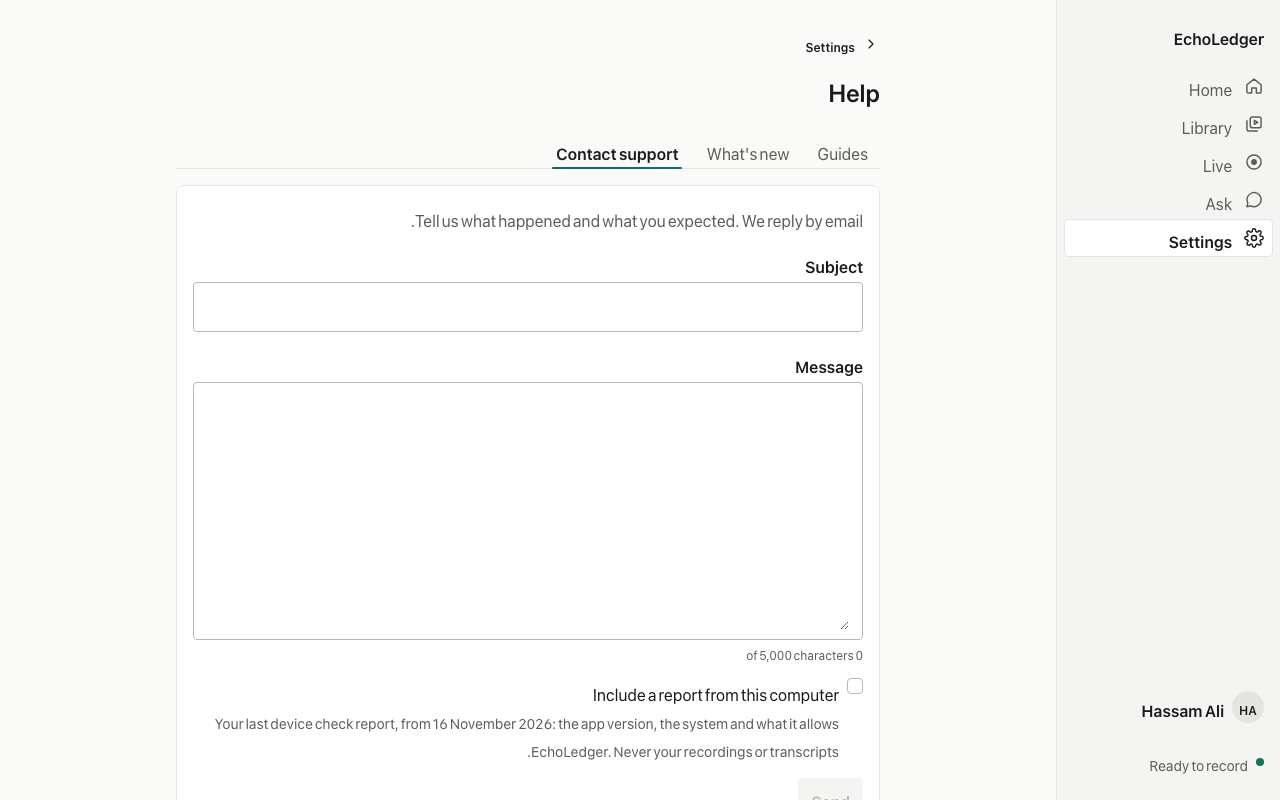 EchoLedger
Home
Library
Live
Ask
Settings
Hassam Ali
HA
Ready to record
Settings
Help
Guides
What's new
Contact support
Tell us what happened and what you expected. We reply by email.
Subject
Message
0 of 5,000 characters
Include a report from this computer
Your last device check report, from 16 November 2026: the app version, the system and what it allows
EchoLedger. Never your recordings or transcripts.
Send